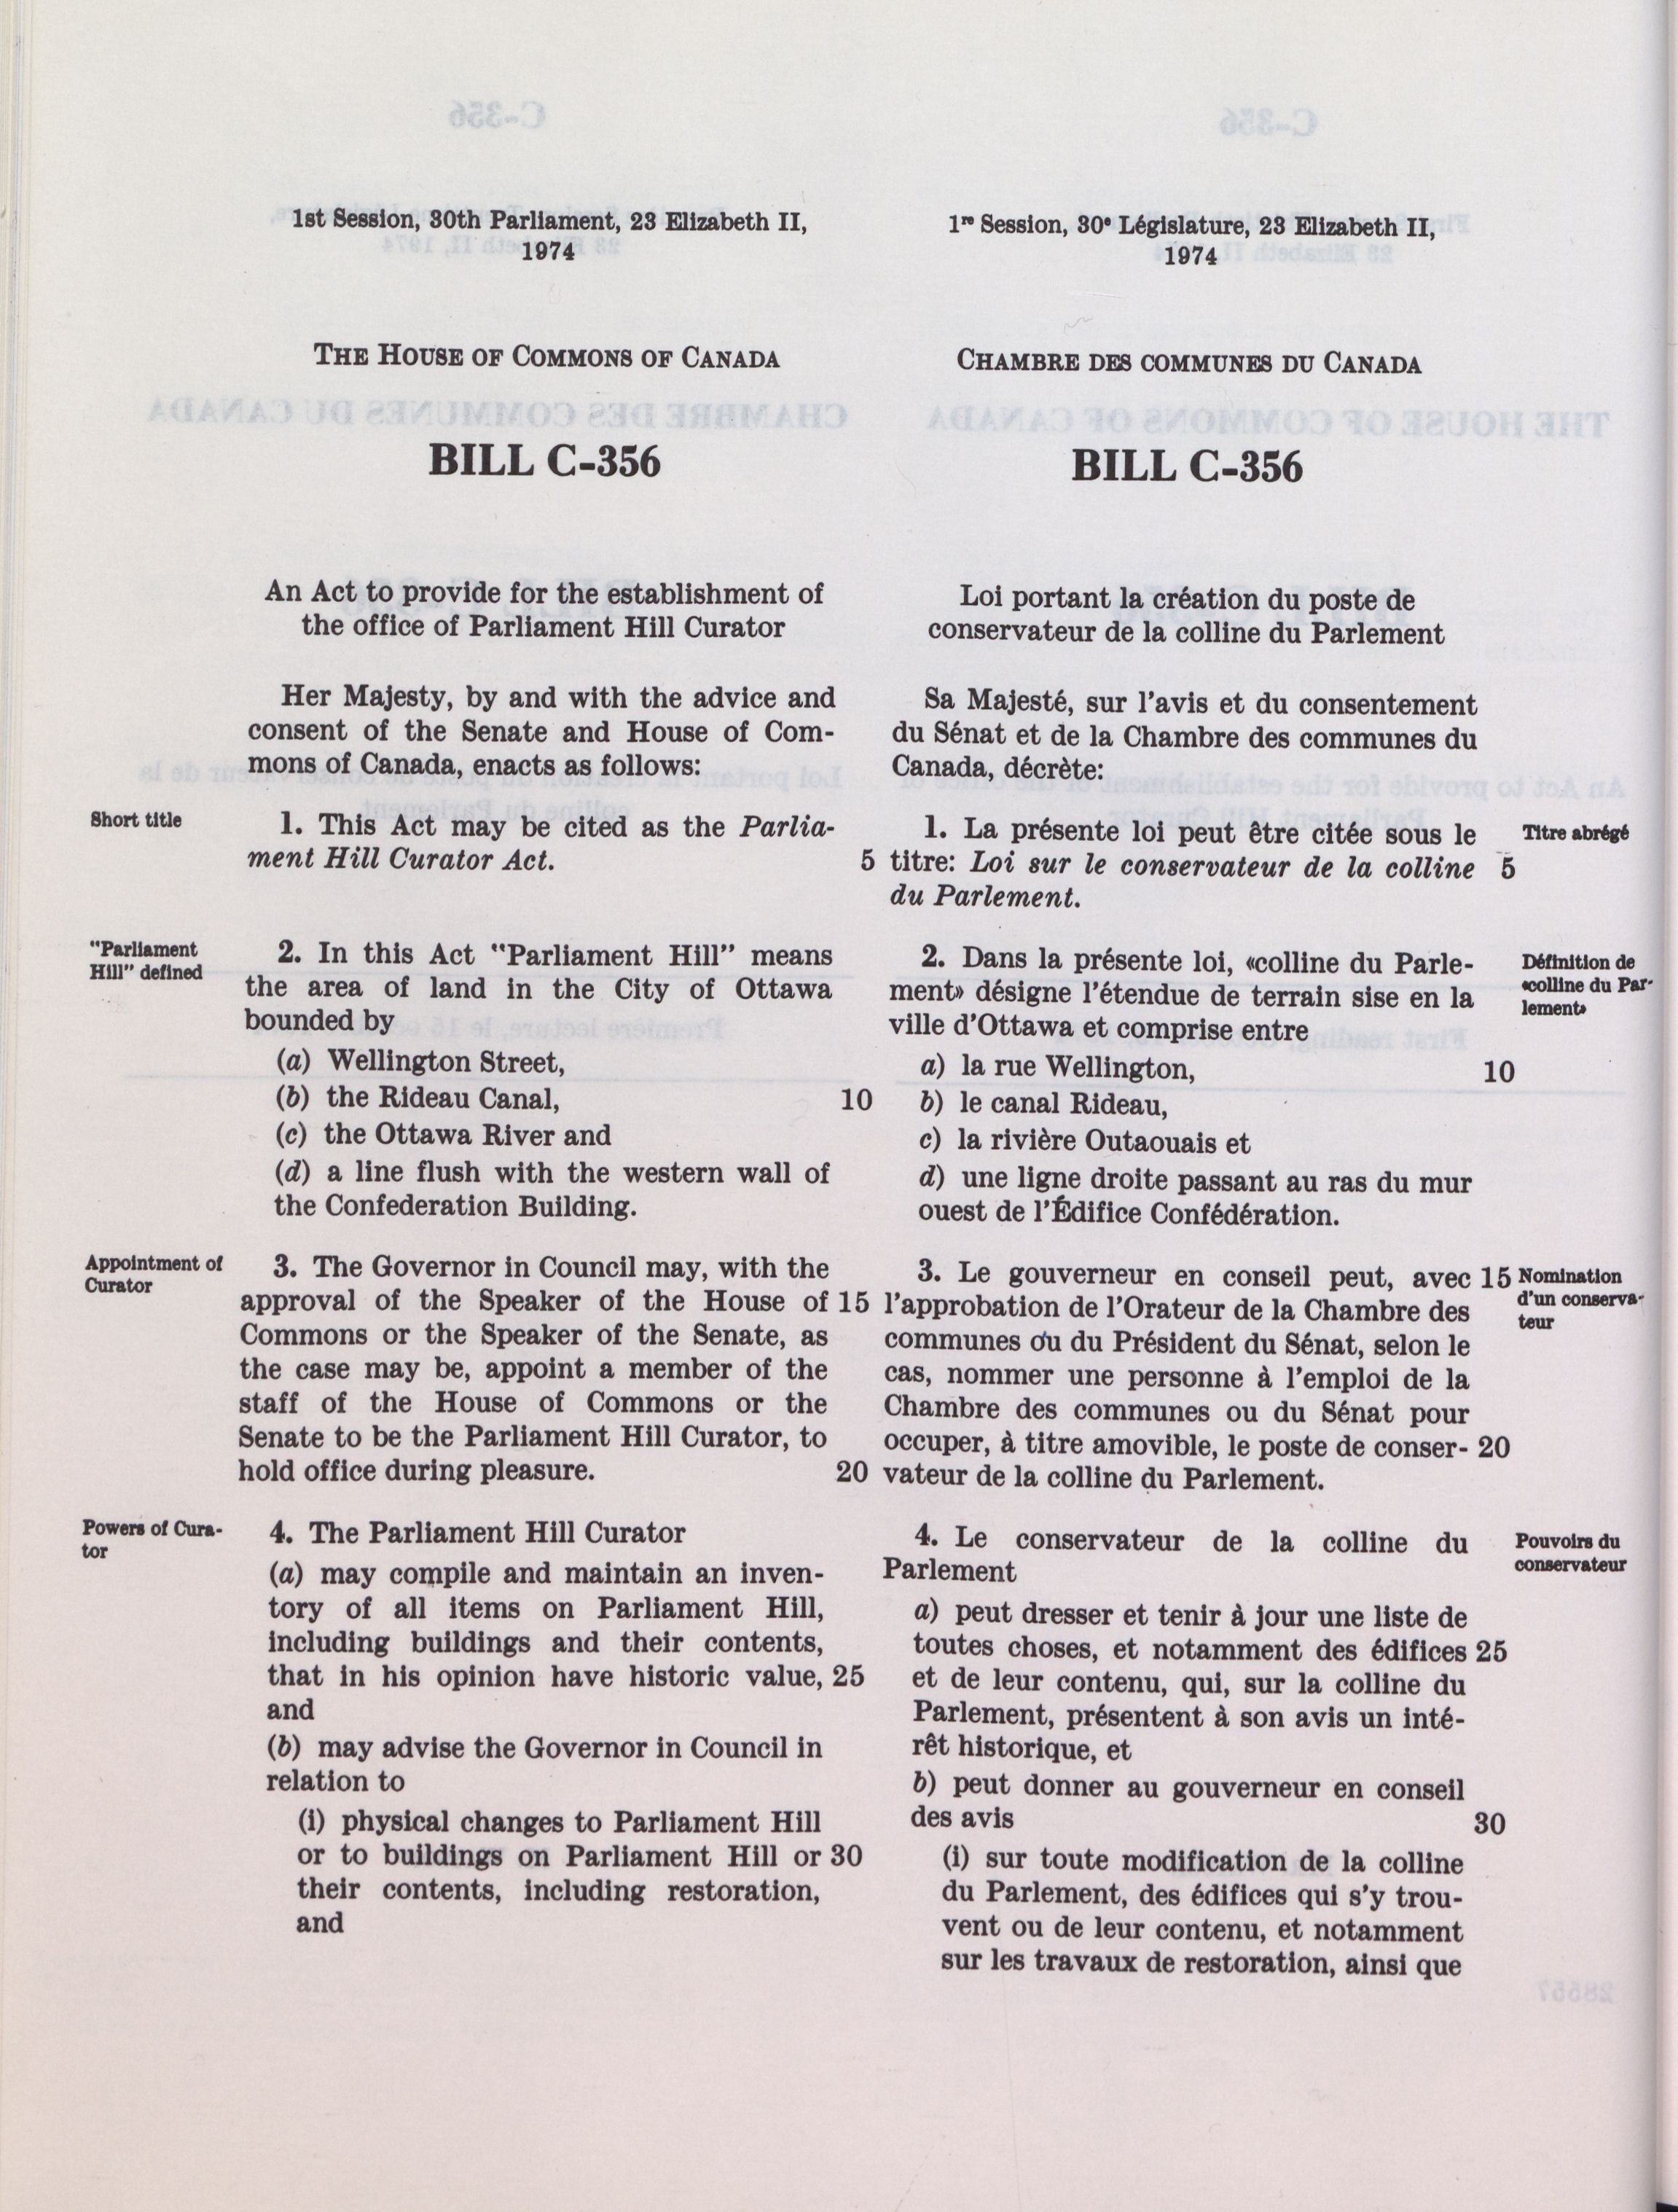 1st Session, 30th Parliament, 23 Elizabeth II,
1974
THE HOUSE OF COMMONS OF CANADA
BILL C-356
An Act to provide for the establishment of
the office of Parliament Hill Curator
Her Majesty, by and with the advice and
consent of the Senate and House of Com-
mons of Canada, enacts as follows:
Short title
1. This Act may be cited as the Parlia-
ment Hill Curator Act. 5
"Parliament
Hill" defined
2. In this Act "Parliament Hill" means
the area of land in the City of Ottawa
bounded by
(a) Wellington Street,
(b) the Rideau Canal, 10
(c) the Ottawa River and
(d) a line flush with the western wall of
the Confederation Building.
Appointment of
Curator
3. The Governor in Council may, with the
approval of the Speaker of the House of 15
Commons or the Speaker of the Senate, as
the case may be, appoint a member of the
staff of the House of Commons or the
Senate to be the Parliament Hill Curator, to
hold office during pleasure. 20
Powers of Cura-
tor
4. The Parliament Hill Curator
(a) may compile and maintain an inven-
tory of all items on Parliament Hill,
including buildings and their contents,
that in his opinion have historic value, 25
and
(b) may advise the Governor in Council in
relation to
(i) physical changes to Parliament Hill
or to buildings on Parliament Hill or 30
their contents, including restoration,
and
1re Session, 30e Législature, 23 Elizabeth II,
1974
CHAMBRE DES COMMUNES DU CANADA
BILL C-356
Loi portant la création du poste de
conservateur de la colline du Parlement
Sa Majesté, sur l'avis et du consentement
du Sénat et de la Chambre des communes du
Canada, décrète:
1. La présente loi peut être citée sous le
titre: Loi sur le conservateur de la colline 5
du Parlement.
Titre abrégé
2. Dans la présente loi, «colline du Parle-
ment» désigne l'étendue de terrain sise en la
ville d'Ottawa et comprise entre
Définition de
«colline du Par-
lement»
a) la rue Wellington, 10
b) le canal Rideau,
c) la rivière Outaouais et
d) une ligne droite passant au ras du mur
ouest de l'Édifice Confédération.
3. Le gouverneur en conseil peut, avec 15
l'approbation de l'Orateur de la Chambre des
communes ou du Président du Sénat, selon le
cas, nommer une personne à l'emploi de la
Chambre des communes ou du Sénat pour
occuper, à titre amovible, le poste de conser- 20
vateur de la colline du Parlement.
Nomination
d'un conserva-
teur
4. Le conservateur de la colline du
Parlement
Pouvoirs du
conservateur
a) peut dresser et tenir à jour une liste de
toutes choses, et notamment des édifices 25
et de leur contenu, qui, sur la colline du
Parlement, présentent à son avis un inté-
rêt historique, et
b) peut donner au gouverneur en conseil
des avis 30
(i) sur toute modification de la colline
du Parlement, des édifices qui s'y trou-
vent ou de leur contenu, et notamment
sur les travaux de restoration, ainsi que